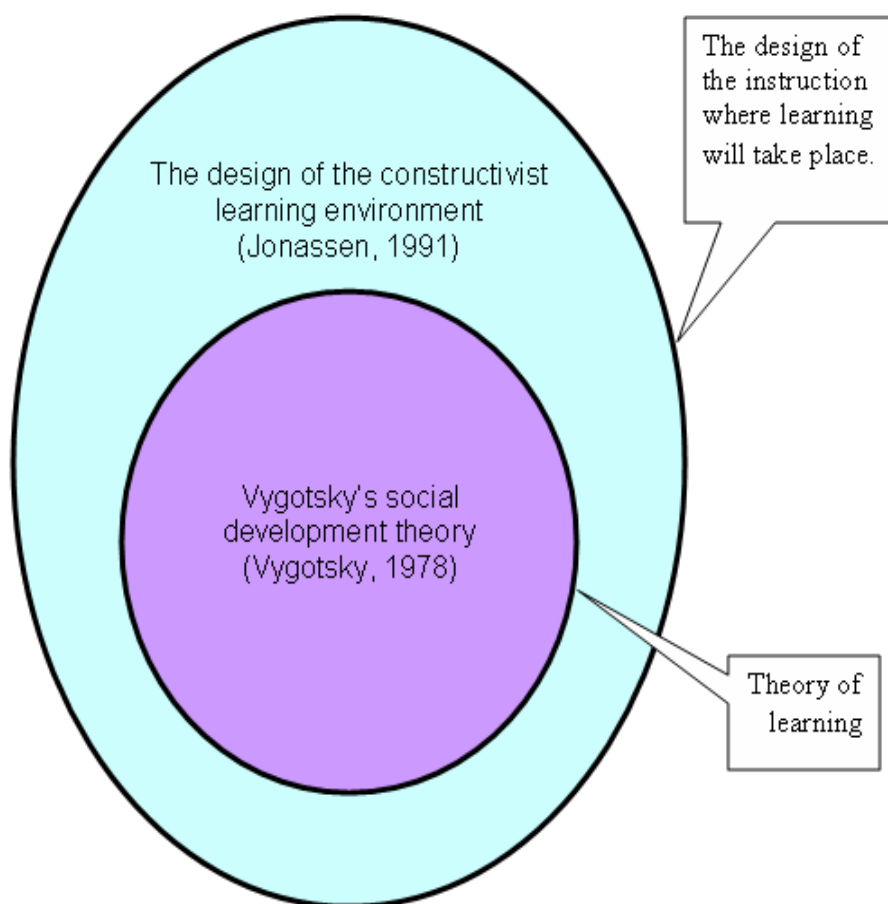 The design of
the instruction
where learning
will take place.
The design of the constructivist
learning environment
(Jonassen, 1991)
Vygotsky's social
development theory
(Vygotsky, 1978)
Theory of
learning